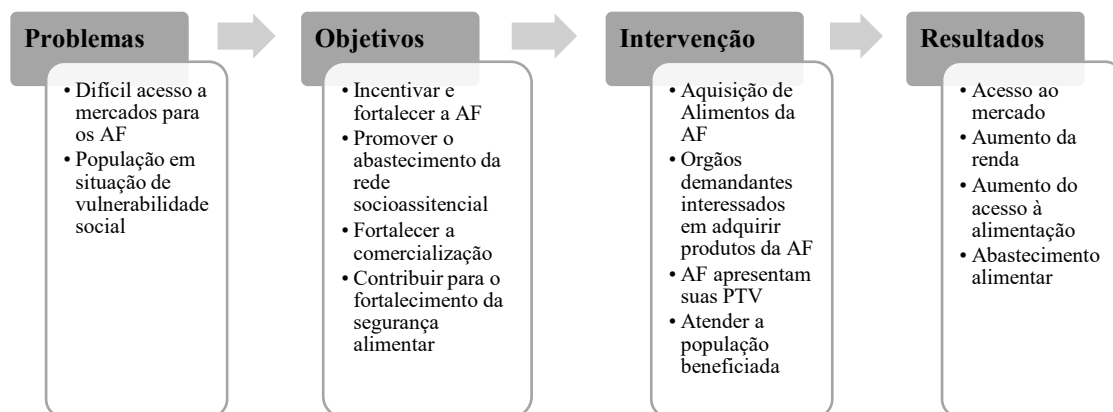 Problemas
• Difícil acesso a
mercados para
os AF
• População em
situação de
vulnerabilidade
social
Objetivos
• Incentivar e
fortalecer a AF
• Promover o
abastecimento da
rede
socioassitencial
• Fortalecer a
comercialização
• Contribuir para o
fortalecimento da
segurança
alimentar
Intervenção
• Aquisição de
Alimentos da
AF
• Orgãos
demandantes
interessados
em adquirir
produtos da AF
• AF apresentam
suas PTV
• Atender a
população
beneficiada
Resultados
• Acesso ao
mercado
• Aumento da
renda
• Aumento do
acesso à
alimentação
• Abastecimento
alimentar